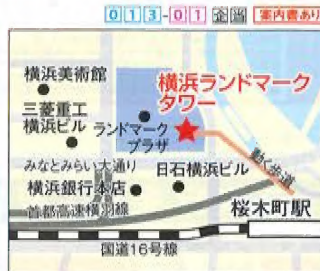 013-01 企当 案内書あり
横浜美術館
横浜ランドマーク
タワー
三菱重工
横浜ビル
ランドマーク
プラザ
みなとみらい大通り
動く歩道
日石横浜ビル
横浜銀行本店
首都高速横羽線
桜木町駅
国道16号線